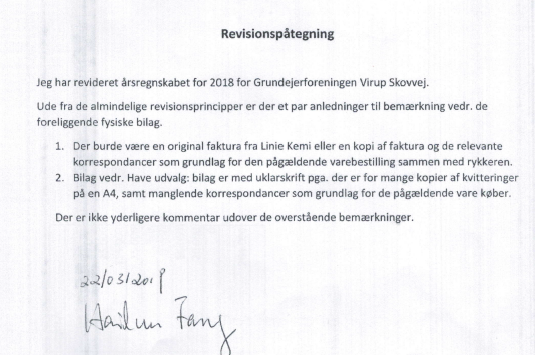 Revisionspåtegning
Jeg har revideret årsregnskabet for 2018 for Grundejerforeningen Virup Skovvej.
Ude fra de almindelige revisionsprincipper er der et par anledninger til bemærkning vedr. de
foreliggende fysiske bilag.
1. Der burde være en original faktura fra Linie Kemi eller en kopi af faktura og de relevante
korrespondancer som grundlag for den pågældende varebestilling sammen med rykkeren.
2. Bilag vedr. Have udvalg: bilag er med uklarskrift pga. der er for mange kopier af kvitteringer
på en A4, samt manglende korrespondancer som grundlag for de pågældende vare køber.
Der er ikke yderligere kommentar udover de overstående bemærkninger.
22/03/2019
Fang